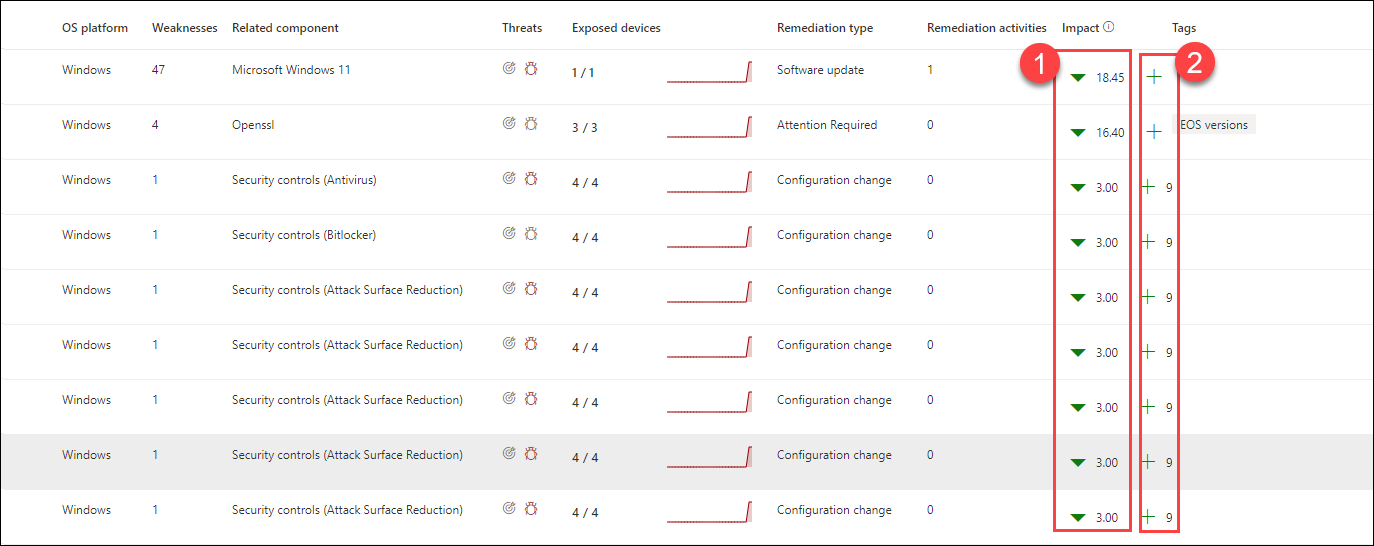 OS platform Weaknesses Related component Threats Exposed devices Remediation type Remediation activities Impact Tags
1 2
Windows 47 Microsoft Windows 11 1 / 1 Software update 1 18.45
Windows 4 Openssl 3 / 3 Attention Required 0 16.40 EOS versions
Windows 1 Security controls (Antivirus) 4 / 4 Configuration change 0 3.00 + 9
Windows 1 Security controls (Bitlocker) 4 / 4 Configuration change 0 3.00 + 9
Windows 1 Security controls (Attack Surface Reduction) 4 / 4 Configuration change 0 3.00 + 9
Windows 1 Security controls (Attack Surface Reduction) 4 / 4 Configuration change 0 3.00 + 9
Windows 1 Security controls (Attack Surface Reduction) 4 / 4 Configuration change 0 3.00 + 9
Windows 1 Security controls (Attack Surface Reduction) 4 / 4 Configuration change 0 3.00 + 9
Windows 1 Security controls (Attack Surface Reduction) 4 / 4 Configuration change 0 3.00 + 9